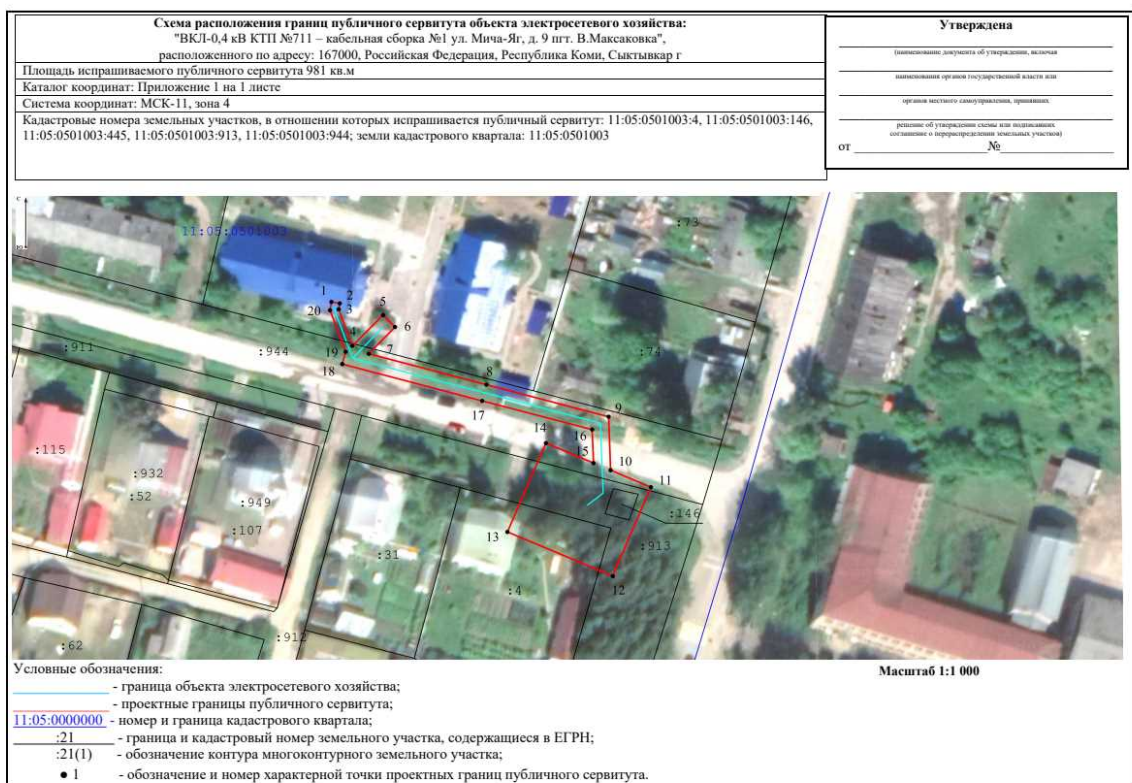 Схема расположения границ публичного сервитута объекта электросетевого хозяйства:
"ВКЛ-0,4 кВ КТП №711 – кабельная сборка №1 ул. Мича-Яг, д. 9 пгт. В.Максаковка",
расположенного по адресу: 167000, Российская Федерация, Республика Коми, Сыктывкар г
Площадь испрашиваемого публичного сервитута 981 кв.м
Каталог координат: Приложение 1 на 1 листе
Система координат: МСК-11, зона 4
Кадастровые номера земельных участков, в отношении которых испрашивается публичный сервитут: 11:05:0501003:4, 11:05:0501003:146,
11:05:0501003:445, 11:05:0501003:913, 11:05:0501003:944; земли кадастрового квартала: 11:05:0501003
Утверждена
(наименование документа об утверждении, включая
наименования органов государственной власти или
органов местного самоуправления, принявших
решение об утверждении схемы или подписавших
соглашение о перераспределении земельных участков)
от №
с
ю
11:05:0501003
:73
1
2
3
20
5
6
4
7
19
18
:911
:944
:74
8
9
17
14
16
15
10
11
:115
:932
:52
:949
:107
:146
13
:913
:31
:4
12
:912
:62
Условные обозначения:
- граница объекта электросетевого хозяйства;
- проектные границы публичного сервитута;
11:05:0000000 - номер и граница кадастрового квартала;
:21 - граница и кадастровый номер земельного участка, содержащиеся в ЕГРН;
:21(1) - обозначение контура многоконтурного земельного участка;
● 1 - обозначение и номер характерной точки проектных границ публичного сервитута.
Масштаб 1:1 000